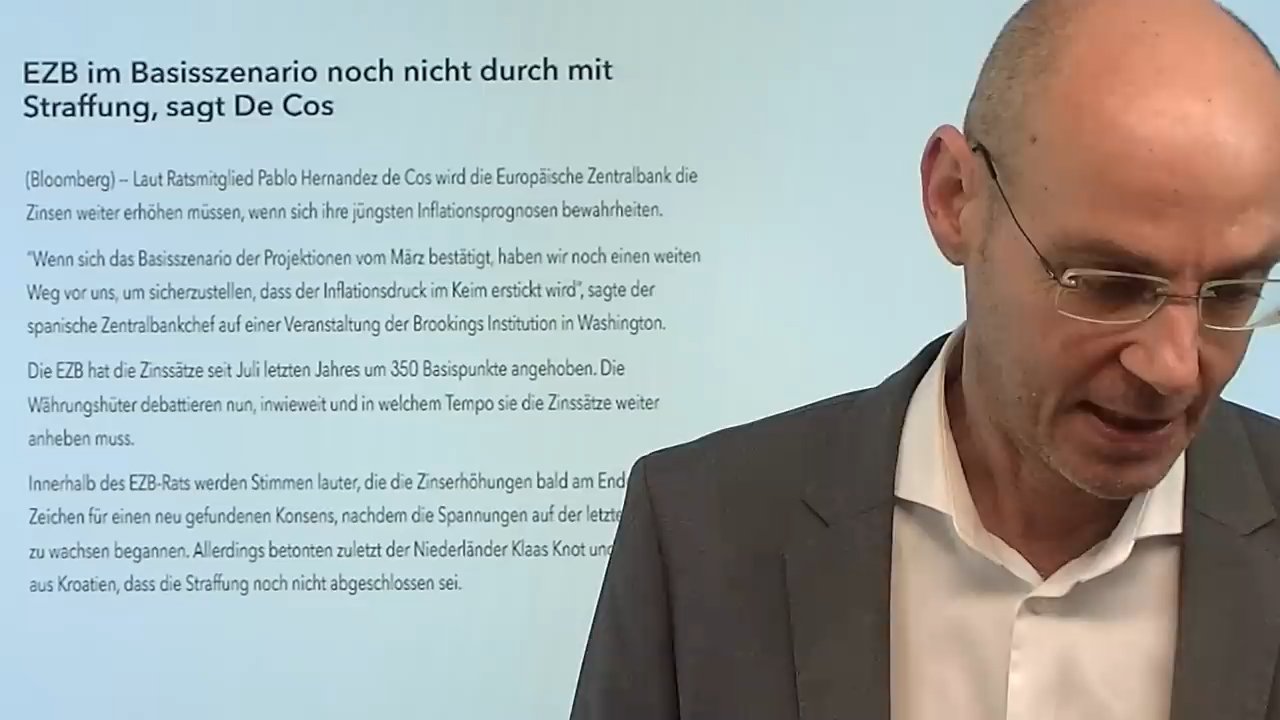 EZB im Basisszenario noch nicht durch mit
Straffung, sagt De Cos
(Bloomberg) -- Laut Ratsmitglied Pablo Hernandez de Cos wird die Europäische Zentralbank die
Zinsen weiter erhöhen müssen, wenn sich ihre jüngsten Inflationsprognosen bewahrheiten.
"Wenn sich das Basisszenario der Projektionen vom März bestätigt, haben wir noch einen weiten
Weg vor uns, um sicherzustellen, dass der Inflationsdruck im Keim erstickt wird", sagte der
spanische Zentralbankchef auf einer Veranstaltung der Brookings Institution in Washington.
Die EZB hat die Zinssätze seit Juli letzten Jahres um 350 Basispunkte angehoben. Die
Währungshüter debattieren nun, inwieweit und in welchem Tempo sie die Zinssätze weiter
anheben muss.
Innerhalb des EZB-Rats werden Stimmen lauter, die die Zinserhöhungen bald am End
Zeichen für einen neu gefundenen Konsens, nachdem die Spannungen auf der letzte
zu wachsen begannen. Allerdings betonten zuletzt der Niederländer Klaas Knot und
aus Kroatien, dass die Straffung noch nicht abgeschlossen sei.